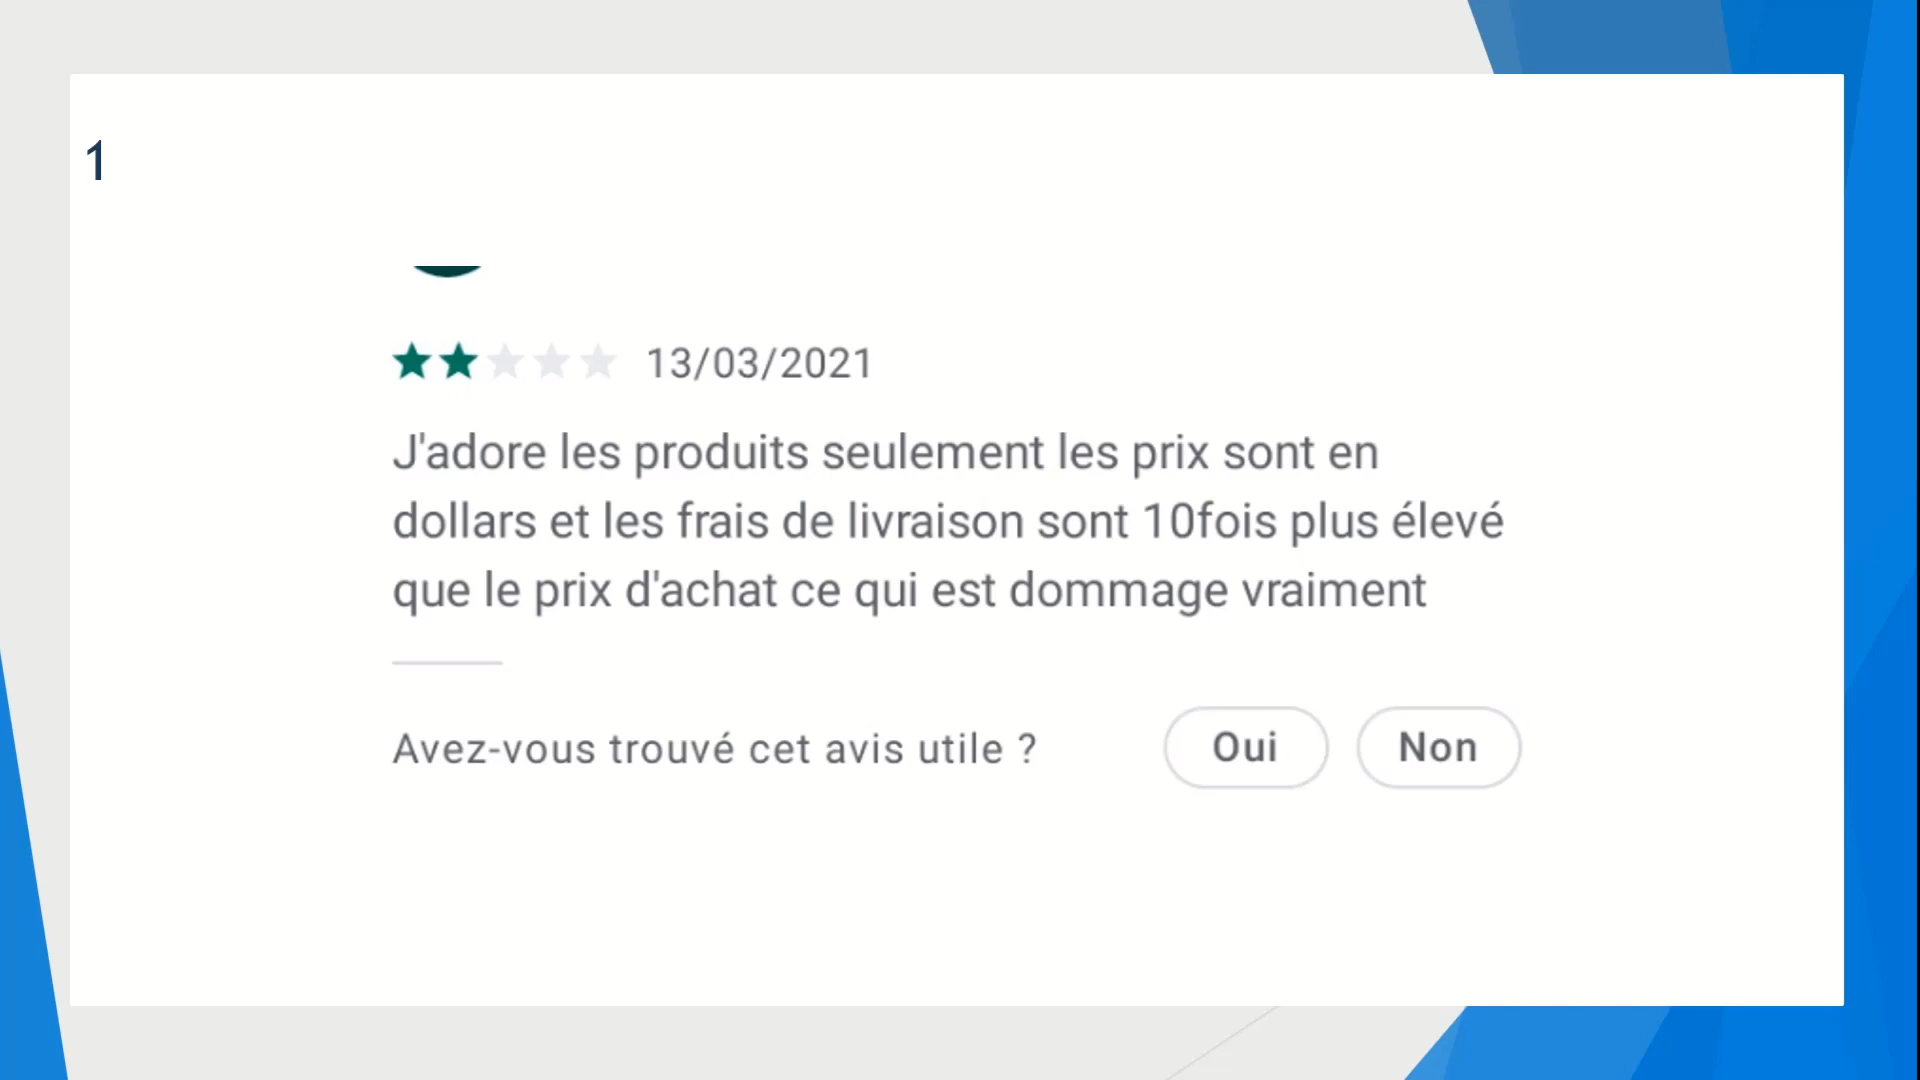 1
13/03/2021
J'adore les produits seulement les prix sont en
dollars et les frais de livraison sont 10fois plus élevé
que le prix d'achat ce qui est dommage vraiment
Avez-vous trouvé cet avis utile ? Oui Non